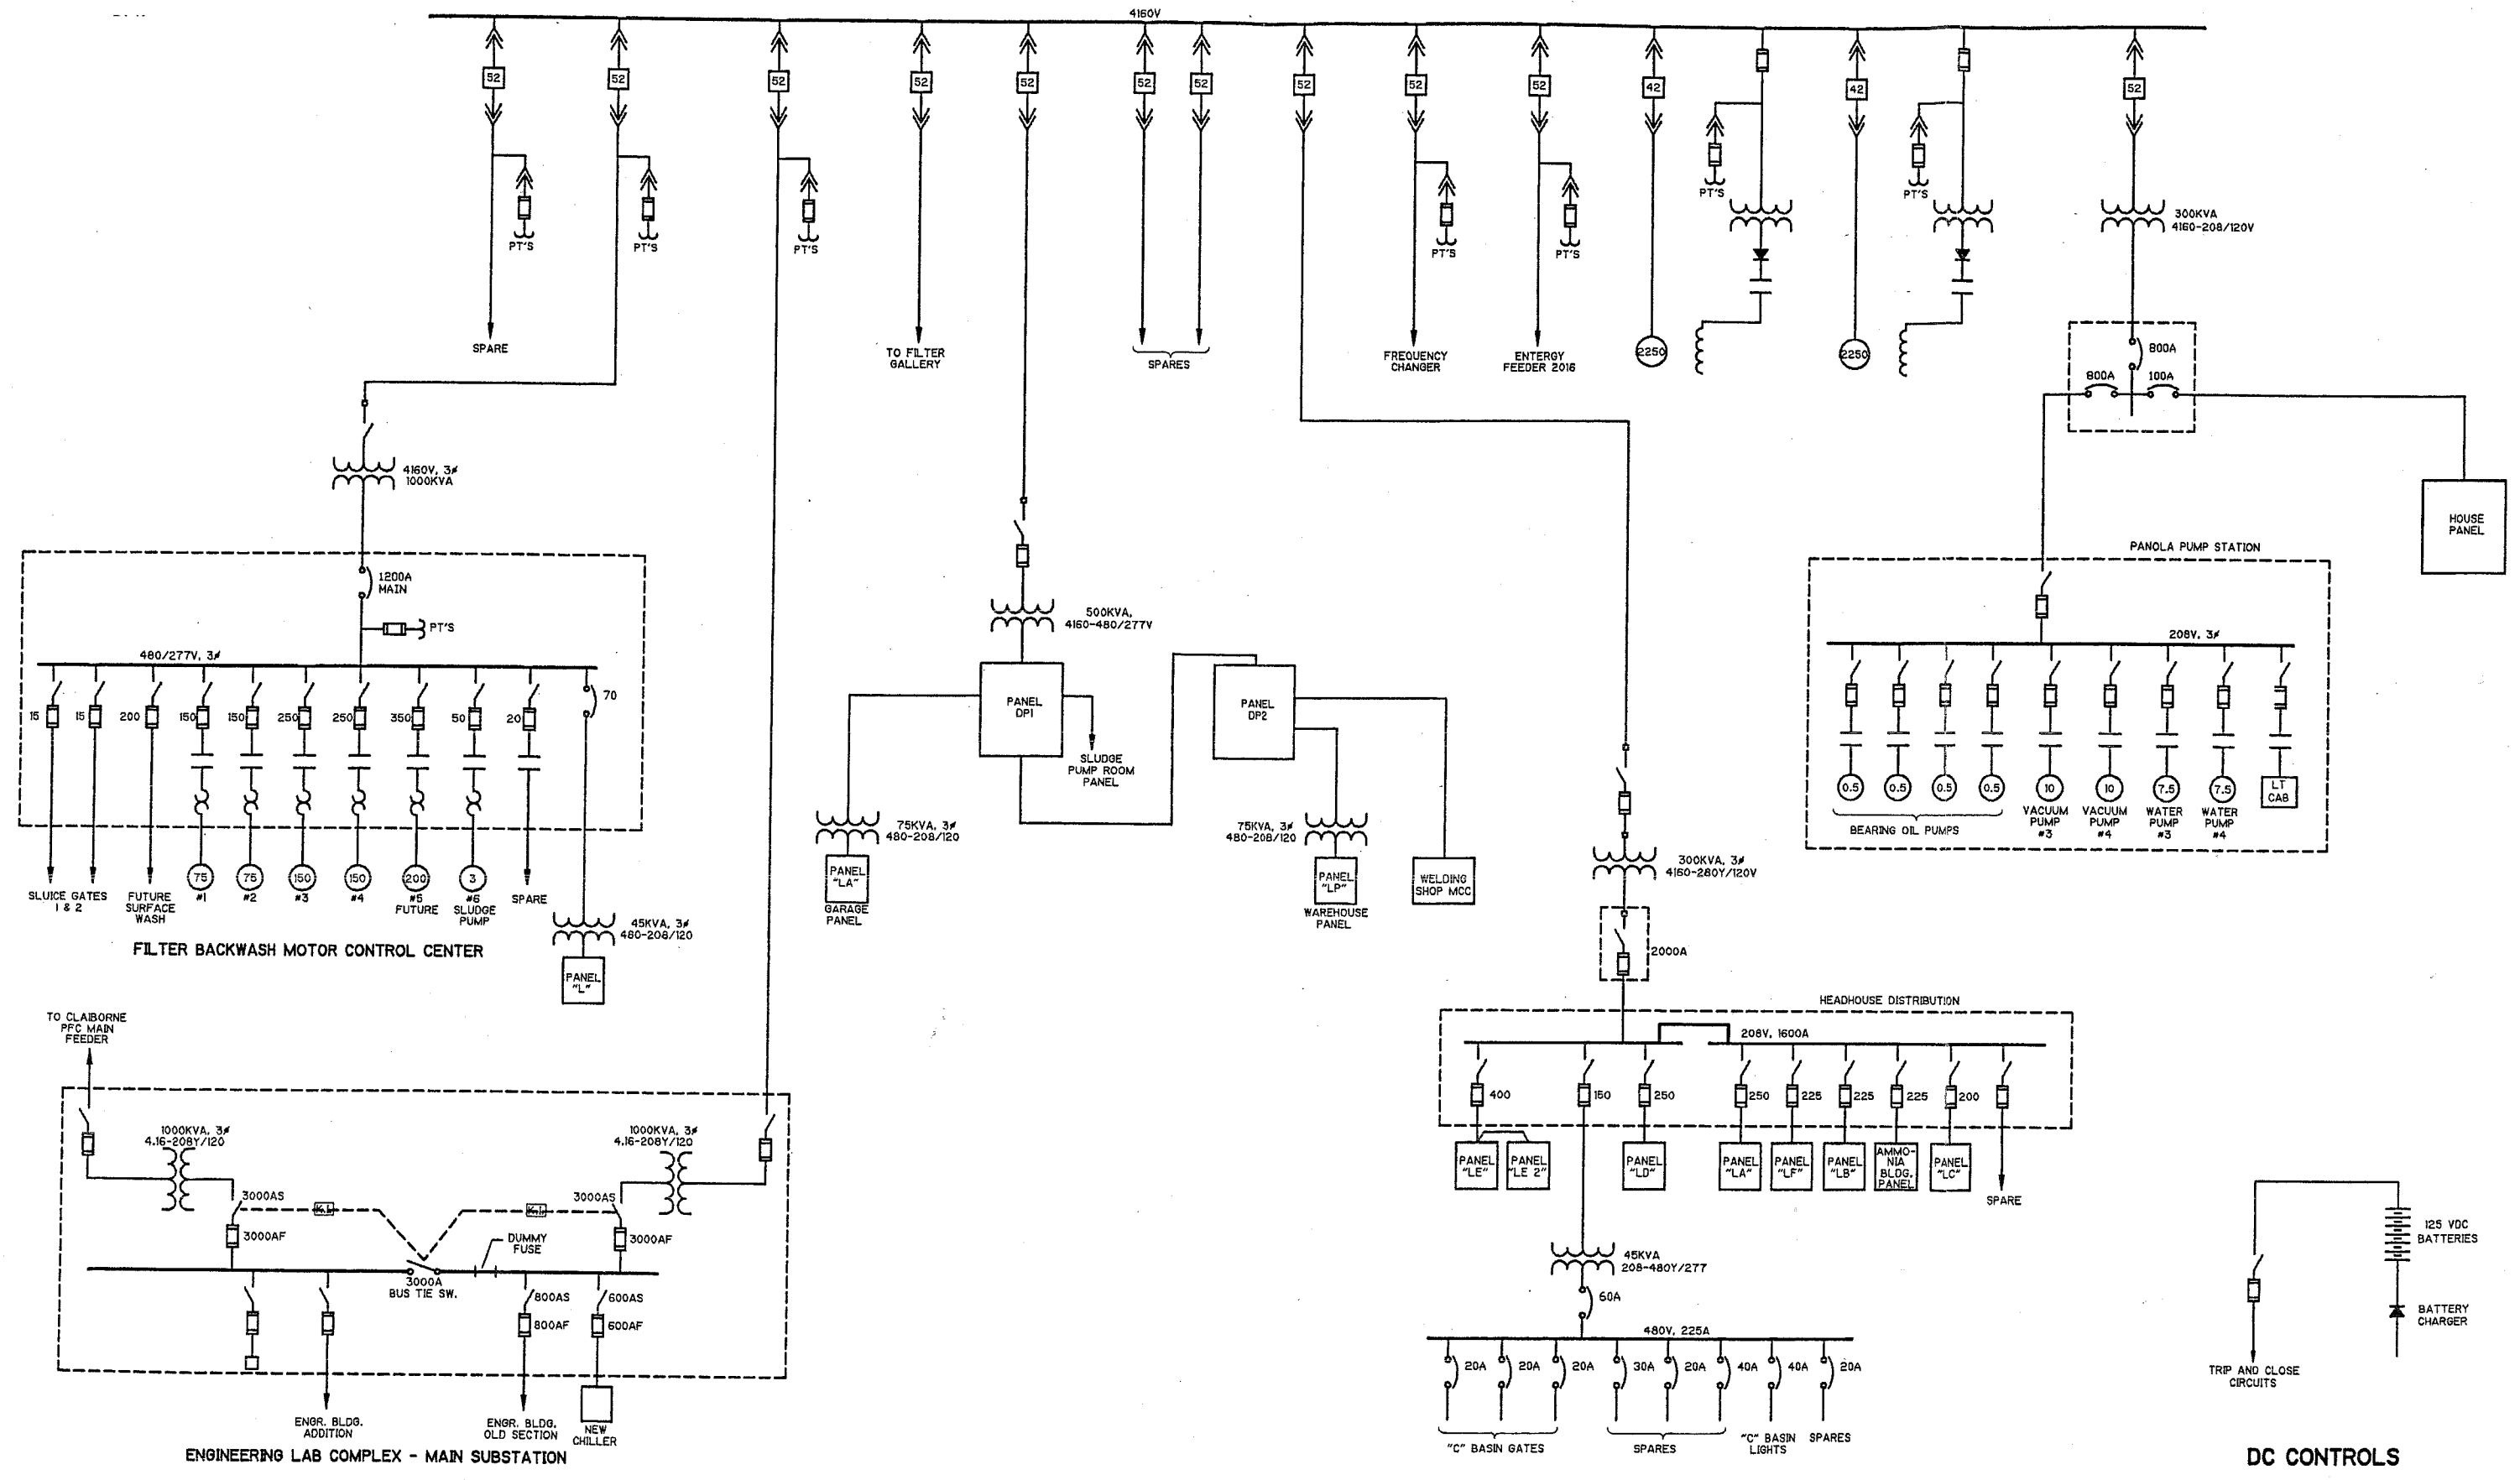 4160V
52
52
52
52
52
52
52
52
52
52
42
42
52
PT'S
PT'S
PT'S
PT'S
PT'S
PT'S
PT'S
300KVA
4160-208/120V
SPARE
TO FILTER
GALLERY
SPARES
FREQUENCY
CHANGER
ENTERGY
FEEDER 2016
2250
2250
800A
800A
100A
HOUSE
PANEL
4160V, 3ø
1000KVA
1200A
MAIN
PT'S
480/277V, 3ø
15
15
200
150
150
250
250
350
50
20
70
75
75
150
150
200
3
SLUICE GATES
1 & 2
FUTURE
SURFACE
WASH
#1
#2
#3
#4
#5
FUTURE
#6
SLUDGE
PUMP
SPARE
45KVA, 3ø
480-208/120
PANEL
"L"
FILTER BACKWASH MOTOR CONTROL CENTER
500KVA,
4160-480/277V
PANEL
DP1
PANEL
DP2
SLUDGE
PUMP ROOM
PANEL
75KVA, 3ø
480-208/120
PANEL
"LA"
GARAGE
PANEL
75KVA, 3ø
480-208/120
PANEL
"LP"
WAREHOUSE
PANEL
WELDING
SHOP MCC
PANOLA PUMP STATION
208V, 3ø
0.5
0.5
0.5
0.5
10
10
7.5
7.5
LT
CAB
BEARING OIL PUMPS
VACUUM
PUMP
#3
VACUUM
PUMP
#4
WATER
PUMP
#3
WATER
PUMP
#4
300KVA, 3ø
4160-280Y/120V
2000A
HEADHOUSE DISTRIBUTION
208V, 1600A
400
150
250
250
225
225
225
200
PANEL
"LE"
PANEL
"LE 2"
PANEL
"LD"
PANEL
"LA"
PANEL
"LF"
PANEL
"LB"
AMMO-
NIA
BLDG.
PANEL
PANEL
"LC"
SPARE
45KVA
208-480Y/277
60A
480V, 225A
20A
20A
20A
30A
20A
40A
40A
20A
"C" BASIN GATES
SPARES
"C" BASIN
LIGHTS
SPARES
TO CLAIBORNE
PFC MAIN
FEEDER
1000KVA, 3ø
4.16-208Y/120
1000KVA, 3ø
4.16-208Y/120
3000AS
3000AS
3000AF
3000AF
DUMMY
FUSE
3000A
BUS TIE SW.
800AS
600AS
800AF
600AF
ENGR. BLDG.
ADDITION
ENGR. BLDG.
OLD SECTION
NEW
CHILLER
ENGINEERING LAB COMPLEX - MAIN SUBSTATION
125 VDC
BATTERIES
BATTERY
CHARGER
TRIP AND CLOSE
CIRCUITS
DC CONTROLS